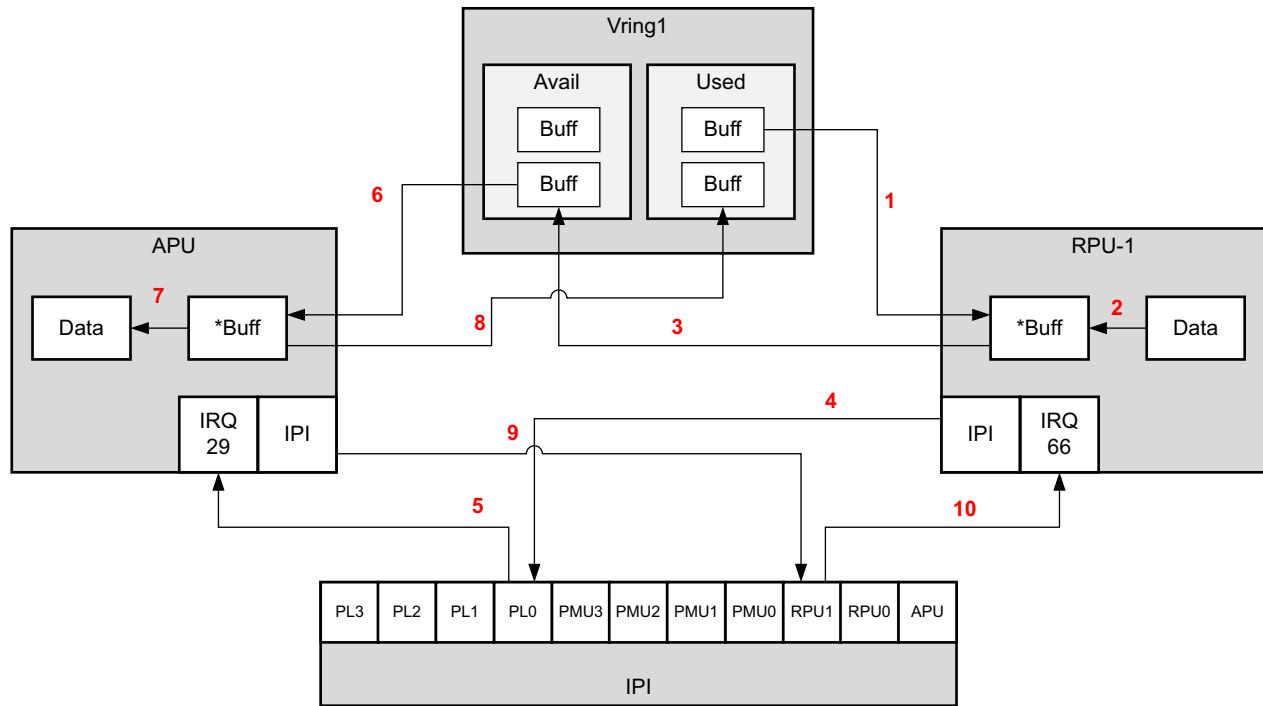 Vring1
Avail
Used
Buff
Buff
Buff
Buff
6
1
APU
RPU-1
7
Data
*Buff
8
3
*Buff
2
Data
IRQ
29
IPI
9
4
IPI
IRQ
66
5
10
PL3
PL2
PL1
PL0
PMU3
PMU2
PMU1
PMU0
RPU1
RPU0
APU
IPI